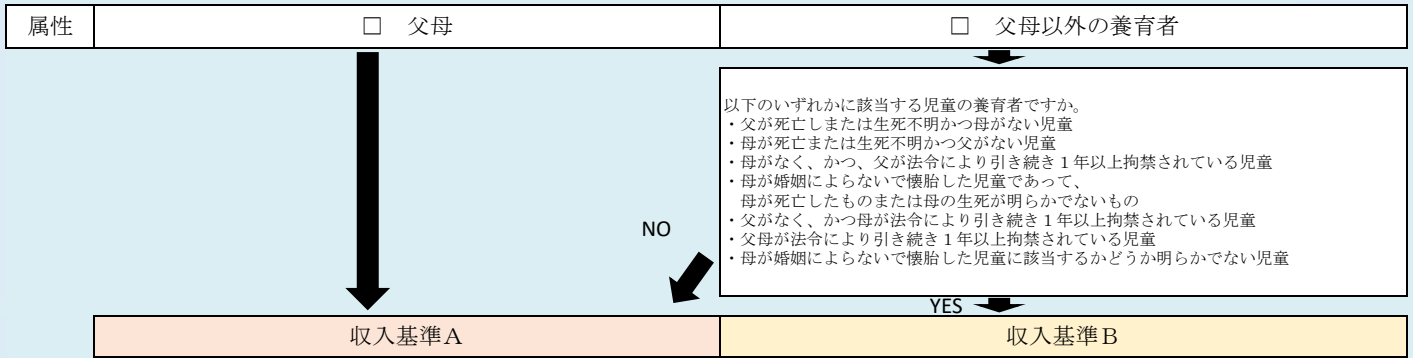 属性
□　父母
□　父母以外の養育者
以下のいずれかに該当する児童の養育者ですか。
・父が死亡しまたは生死不明かつ母がない児童
・母が死亡または生死不明かつ父がない児童
・母がなく、かつ、父が法令により引き続き１年以上拘禁されている児童
・母が婚姻によらないで懐胎した児童であって、
　母が死亡したものまたは母の生死が明らかでないもの
・父がなく、かつ母が法令により引き続き１年以上拘禁されている児童
・父母が法令により引き続き１年以上拘禁されている児童
・母が婚姻によらないで懐胎した児童に該当するかどうか明らかでない児童
NO
YES
収入基準Ａ
収入基準Ｂ